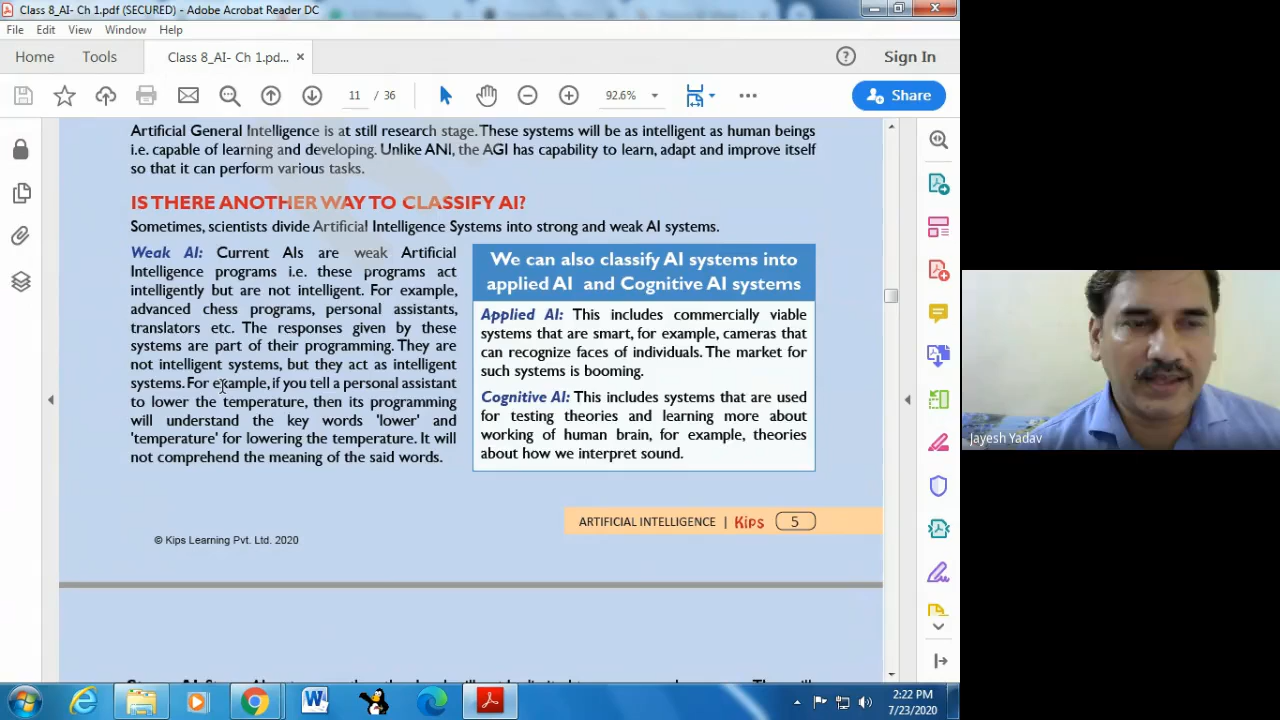 Class 8_AI- Ch 1.pdf (SECURED) - Adobe Acrobat Reader DC
File Edit View Window Help
Home Tools Class 8_AI- Ch 1.pd... × Sign In
11 / 36 92.6% Share
Artificial General Intelligence is at still research stage. These systems will be as intelligent as human beings
i.e. capable of learning and developing. Unlike ANI, the AGI has capability to learn, adapt and improve itself
so that it can perform various tasks.
IS THERE ANOTHER WAY TO CLASSIFY AI?
Sometimes, scientists divide Artificial Intelligence Systems into strong and weak AI systems.
Weak AI: Current AIs are weak Artificial
Intelligence programs i.e. these programs act
intelligently but are not intelligent. For example,
advanced chess programs, personal assistants,
translators etc. The responses given by these
systems are part of their programming. They are
not intelligent systems, but they act as intelligent
systems. For example, if you tell a personal assistant
to lower the temperature, then its programming
will understand the key words 'lower' and
'temperature' for lowering the temperature. It will
not comprehend the meaning of the said words.
We can also classify AI systems into
applied AI and Cognitive AI systems
Applied AI: This includes commercially viable
systems that are smart, for example, cameras that
can recognize faces of individuals. The market for
such systems is booming.
Cognitive AI: This includes systems that are used
for testing theories and learning more about
working of human brain, for example, theories
about how we interpret sound.
ARTIFICIAL INTELLIGENCE | Kips 5
© Kips Learning Pvt. Ltd. 2020
Jayesh Yadav
2:22 PM
7/23/2020